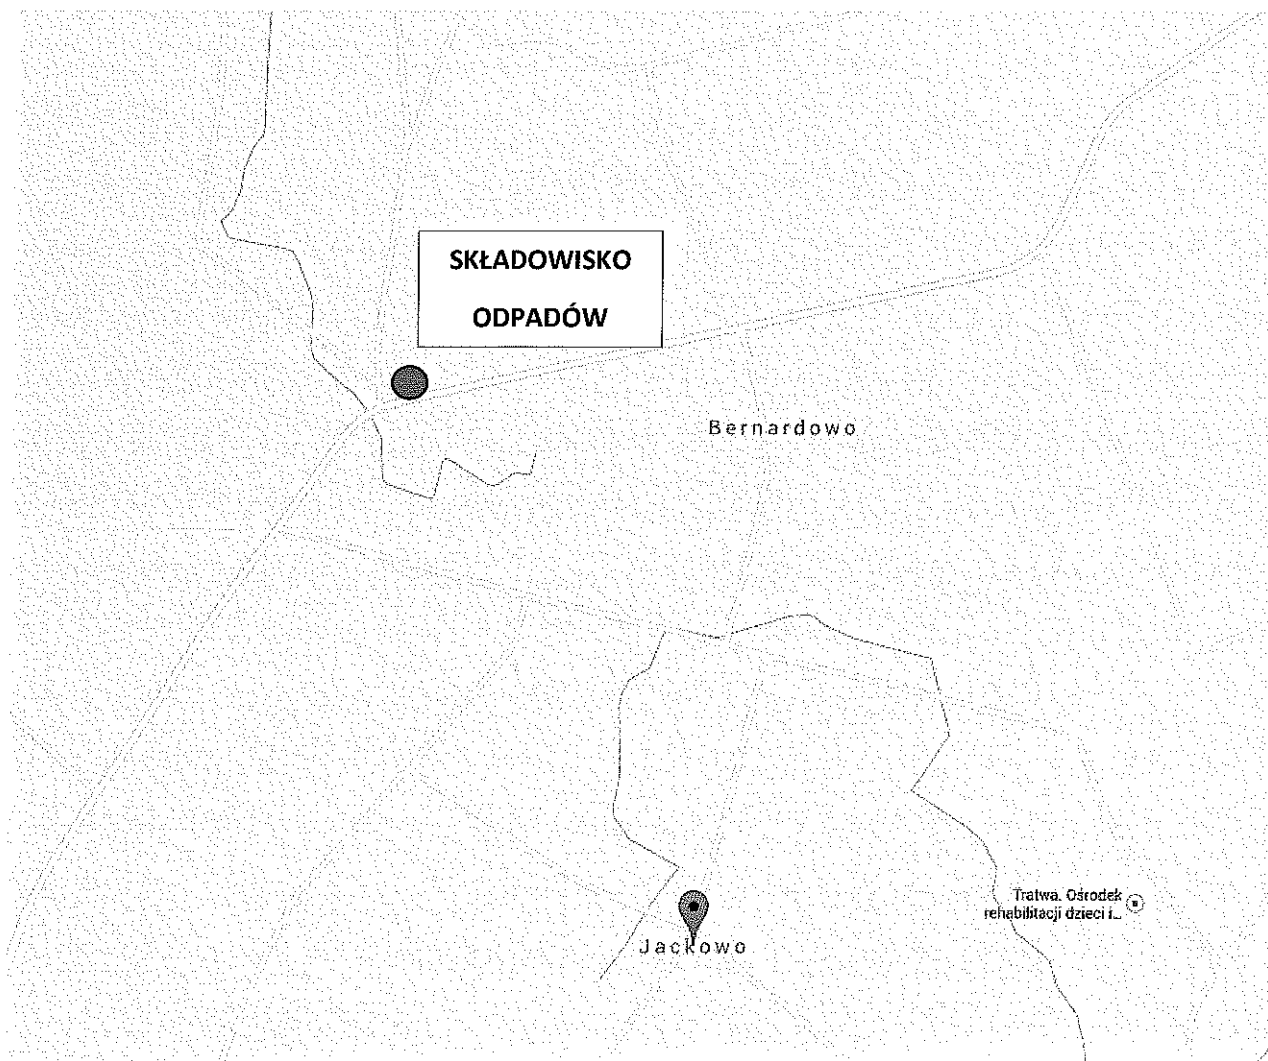 SKŁADOWISKO
ODPADÓW
Bernardowo
Tratwa. Ośrodek
rehabilitacji dzieci i...
Jackowo